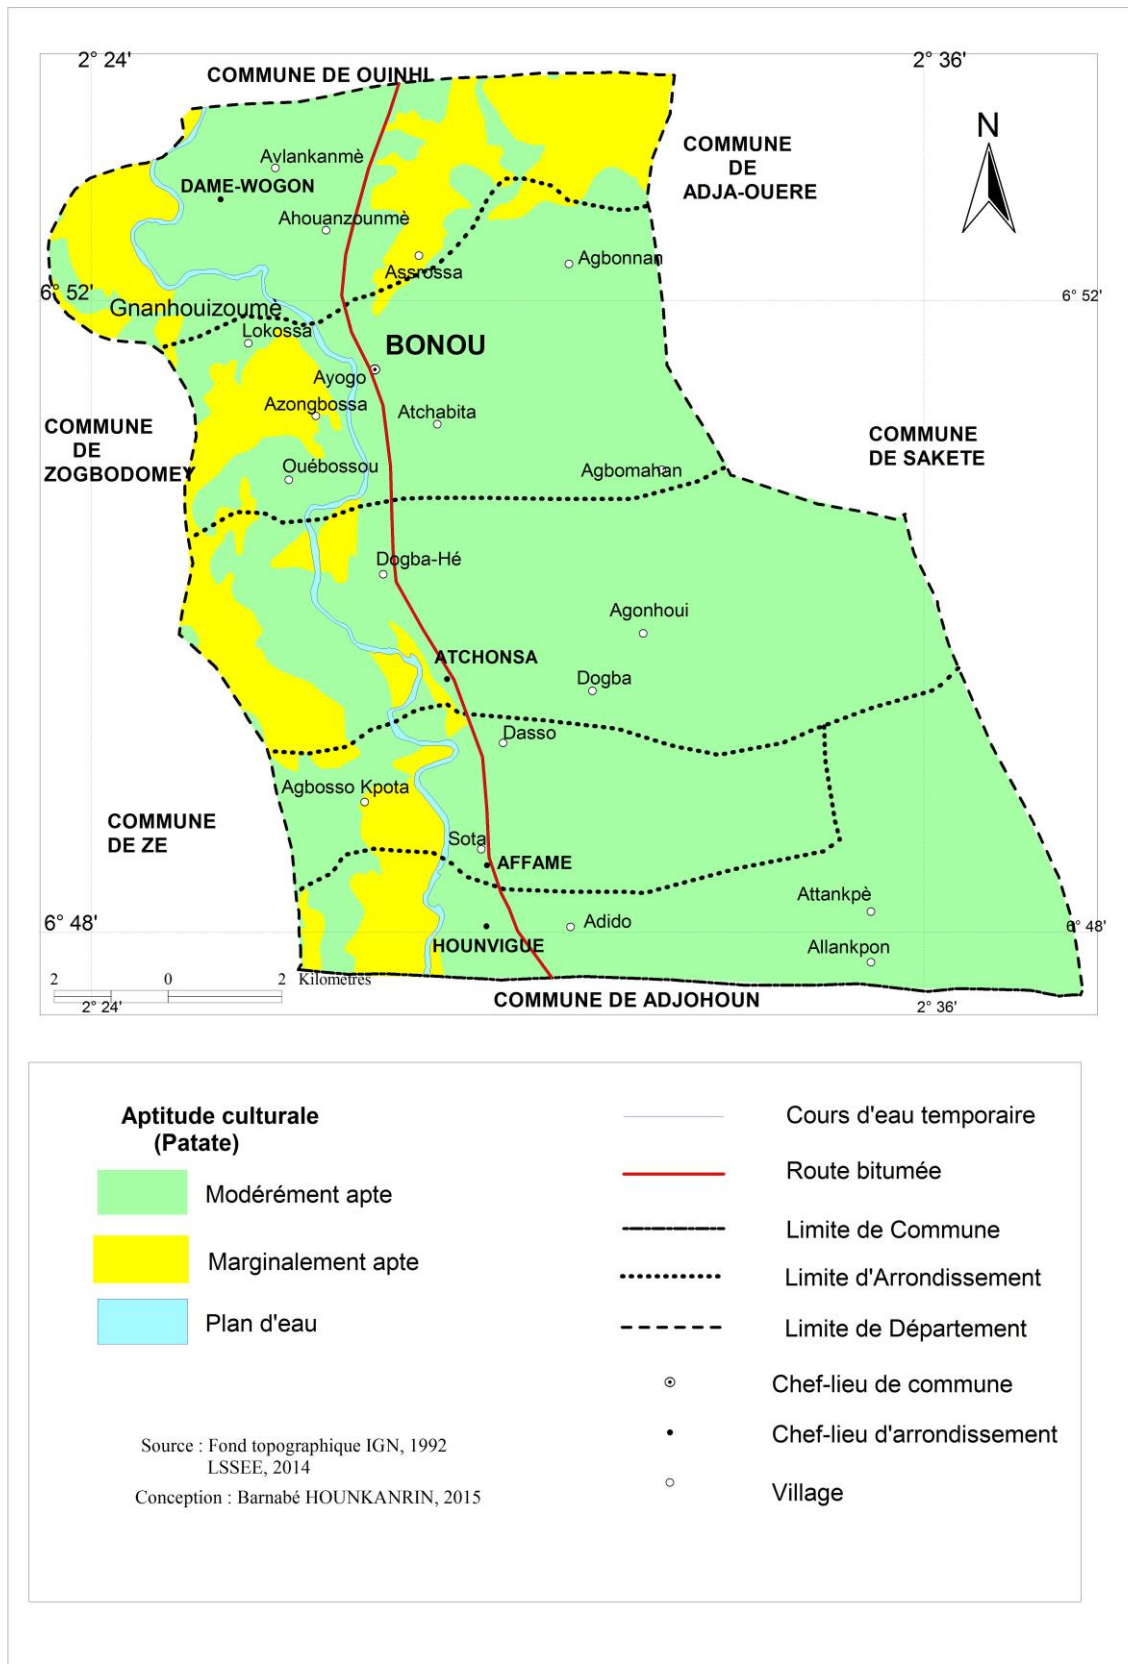 2° 24'
2° 36'
COMMUNE DE OUINHI
N
COMMUNE
DE
ADJA-OUERE
Avlankanmè
DAME-WOGON
Ahouanzounmè
Assrossa
Agbonnan
6° 52'
6° 52'
Gnanhouizoumè
Lokossa
BONOU
Ayogo
Azongbossa
Atchabita
COMMUNE
DE
ZOGBODOMEY
COMMUNE
DE SAKETE
Ouébossou
Agbomahan
Dogba-Hé
Agonhoui
ATCHONSA
Dogba
Dasso
Agbosso Kpota
COMMUNE
DE ZE
Sota
AFFAME
Attankpè
6° 48'
Adido
6° 48'
HOUNVIGUE
Allankpon
2 0 2 Kilometres
COMMUNE DE ADJOHOUN
2° 24'
2° 36'
Aptitude culturale
(Patate)
Modérément apte
Marginalement apte
Plan d'eau
Cours d'eau temporaire
Route bitumée
Limite de Commune
Limite d'Arrondissement
Limite de Département
Chef-lieu de commune
Chef-lieu d'arrondissement
Village
Source : Fond topographique IGN, 1992
LSSEE, 2014
Conception : Barnabé HOUNKANRIN, 2015